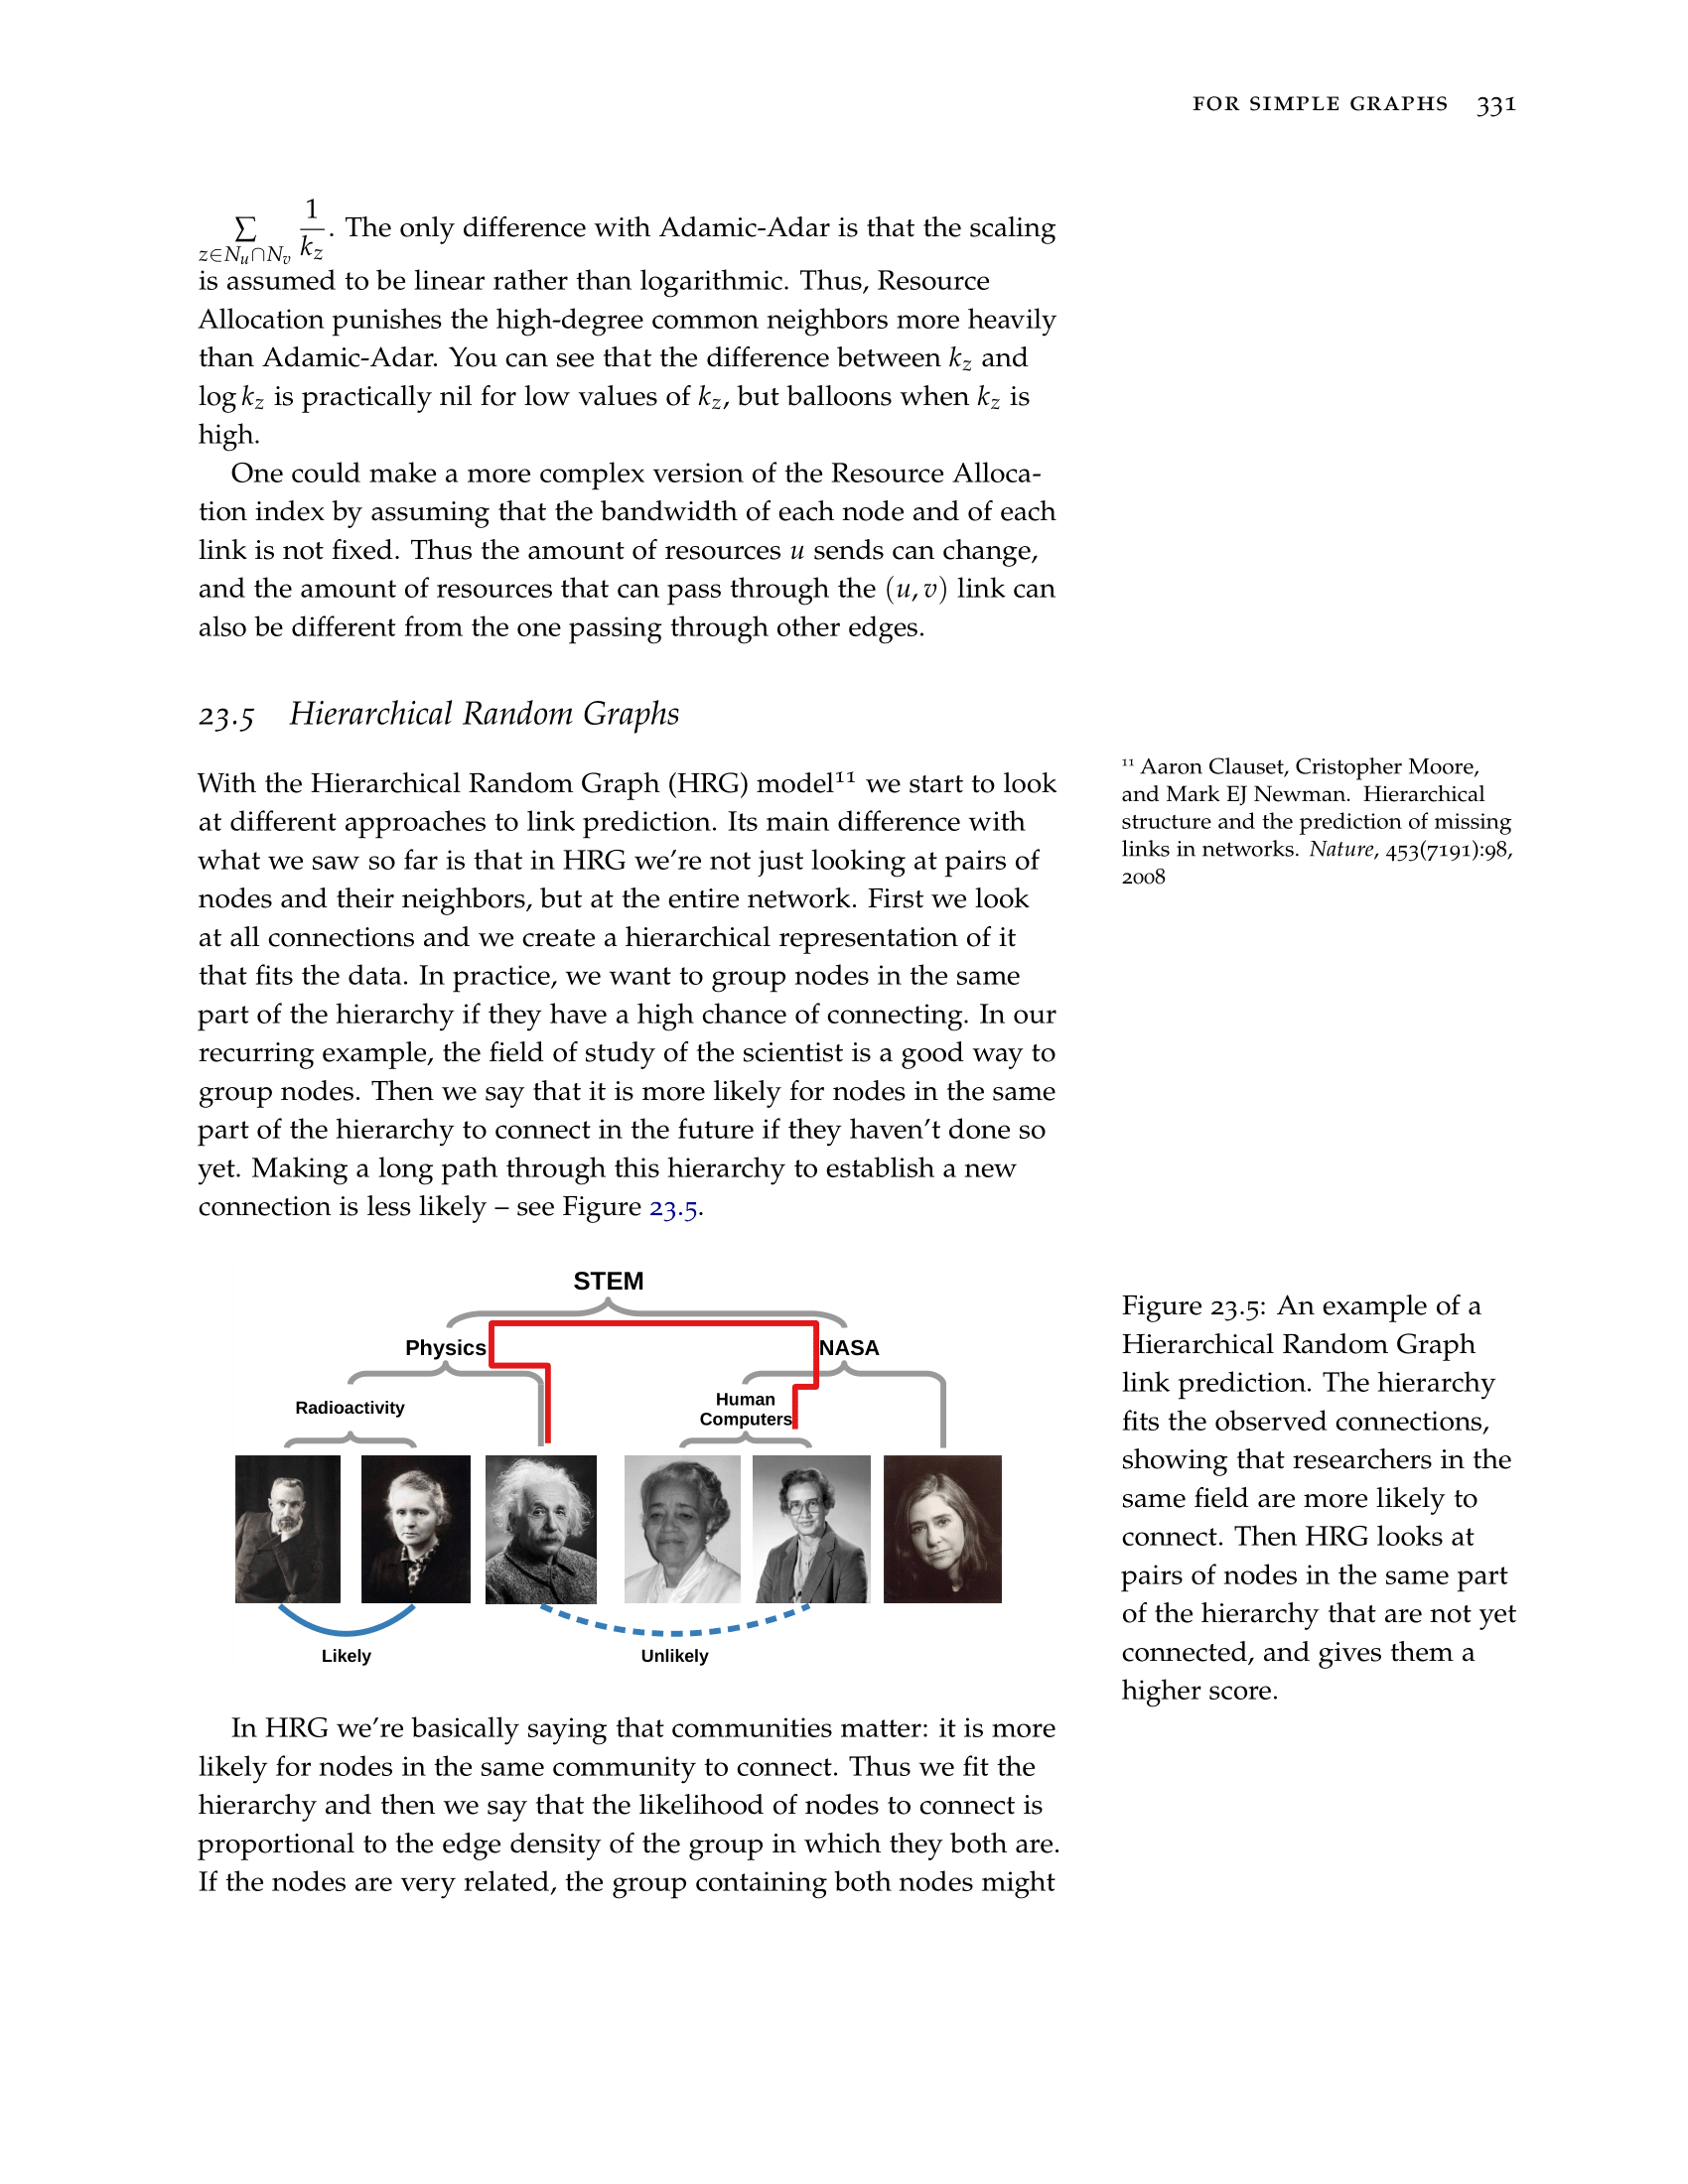 FOR SIMPLE GRAPHS 331
∑ z∈Nu∩Nv 1/kz. The only difference with Adamic-Adar is that the scaling
is assumed to be linear rather than logarithmic. Thus, Resource
Allocation punishes the high-degree common neighbors more heavily
than Adamic-Adar. You can see that the difference between kz and
log kz is practically nil for low values of kz, but balloons when kz is
high.
One could make a more complex version of the Resource Alloca-
tion index by assuming that the bandwidth of each node and of each
link is not fixed. Thus the amount of resources u sends can change,
and the amount of resources that can pass through the (u, v) link can
also be different from the one passing through other edges.
23.5 Hierarchical Random Graphs
With the Hierarchical Random Graph (HRG) model11 we start to look
at different approaches to link prediction. Its main difference with
what we saw so far is that in HRG we're not just looking at pairs of
nodes and their neighbors, but at the entire network. First we look
at all connections and we create a hierarchical representation of it
that fits the data. In practice, we want to group nodes in the same
part of the hierarchy if they have a high chance of connecting. In our
recurring example, the field of study of the scientist is a good way to
group nodes. Then we say that it is more likely for nodes in the same
part of the hierarchy to connect in the future if they haven't done so
yet. Making a long path through this hierarchy to establish a new
connection is less likely – see Figure 23.5.
11 Aaron Clauset, Cristopher Moore,
and Mark EJ Newman. Hierarchical
structure and the prediction of missing
links in networks. Nature, 453(7191):98,
2008
STEM
Physics
NASA
Radioactivity
Human
Computers
Likely
Unlikely
Figure 23.5: An example of a
Hierarchical Random Graph
link prediction. The hierarchy
fits the observed connections,
showing that researchers in the
same field are more likely to
connect. Then HRG looks at
pairs of nodes in the same part
of the hierarchy that are not yet
connected, and gives them a
higher score.
In HRG we're basically saying that communities matter: it is more
likely for nodes in the same community to connect. Thus we fit the
hierarchy and then we say that the likelihood of nodes to connect is
proportional to the edge density of the group in which they both are.
If the nodes are very related, the group containing both nodes might